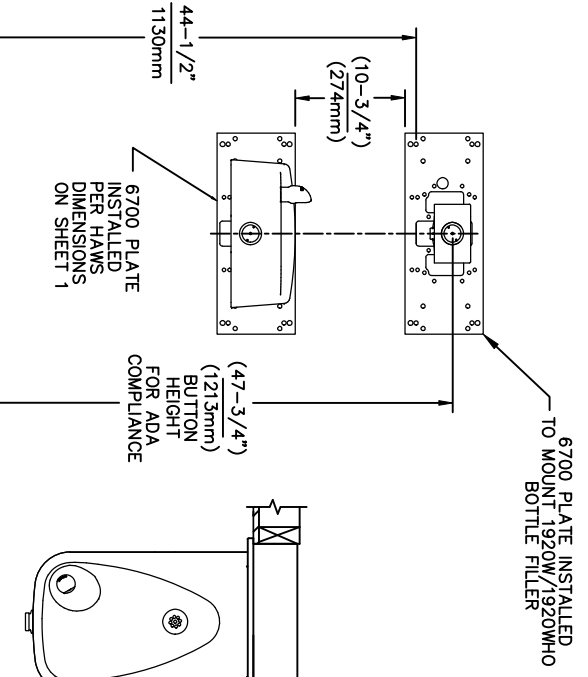 6700 PLATE INSTALLED
TO MOUNT 1920W/1920WHO
BOTTLE FILLER
(10-3/4")
(274mm)
44-1/2"
1130mm
6700 PLATE
INSTALLED
PER HAWS
DIMENSIONS
ON SHEET 1
(47-3/4")
(1213mm)
BUTTON
HEIGHT
FOR ADA
COMPLIANCE